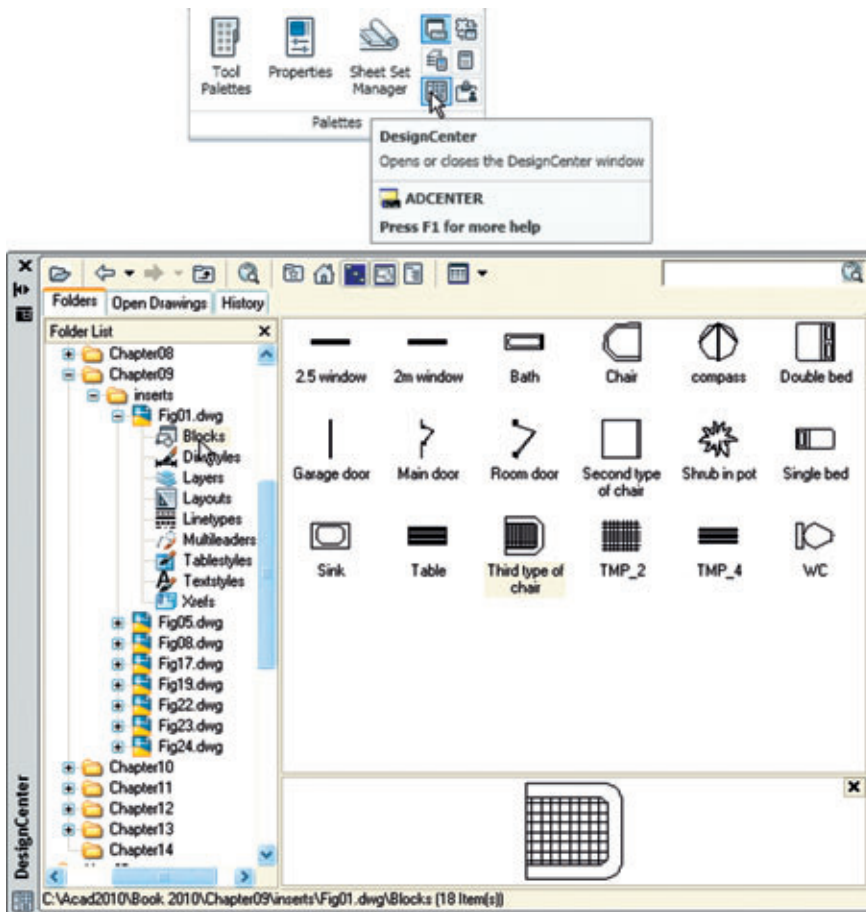 Tool Palettes
Properties
Sheet Set Manager
Palettes
DesignCenter
Opens or closes the DesignCenter window
ADCENTER
Press F1 for more help
Folders
Open Drawings
History
Folder List
Chapter08
Chapter09
inserts
Fig01.dwg
Blocks
Dimstyles
Layers
Layouts
Linetypes
Multileaders
Tablestyles
Textstyles
Xrefs
Fig05.dwg
Fig08.dwg
Fig17.dwg
Fig19.dwg
Fig22.dwg
Fig23.dwg
Fig24.dwg
Chapter10
Chapter11
Chapter12
Chapter13
Chapter14
2.5 window
2m window
Bath
Chair
compass
Double bed
Garage door
Main door
Room door
Second type of chair
Shrub in pot
Single bed
Sink
Table
Third type of chair
TMP_2
TMP_4
WC
DesignCenter
C:\Acad2010\Book 2010\Chapter09\inserts\Fig01.dwg\Blocks (18 Item(s))